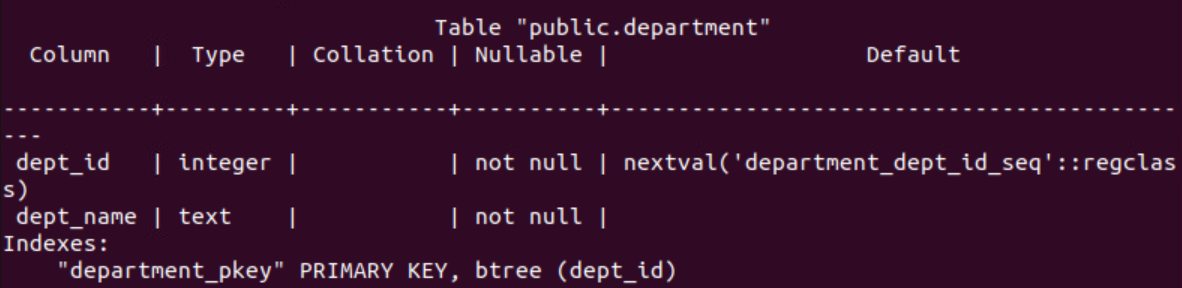 Table "public.department"
Column | Type | Collation | Nullable | Default
-----------+---------+-----------+----------+------------------------------------------
---
dept_id | integer | | not null | nextval('department_dept_id_seq'::regclas
s)
dept_name | text | | not null |
Indexes:
"department_pkey" PRIMARY KEY, btree (dept_id)